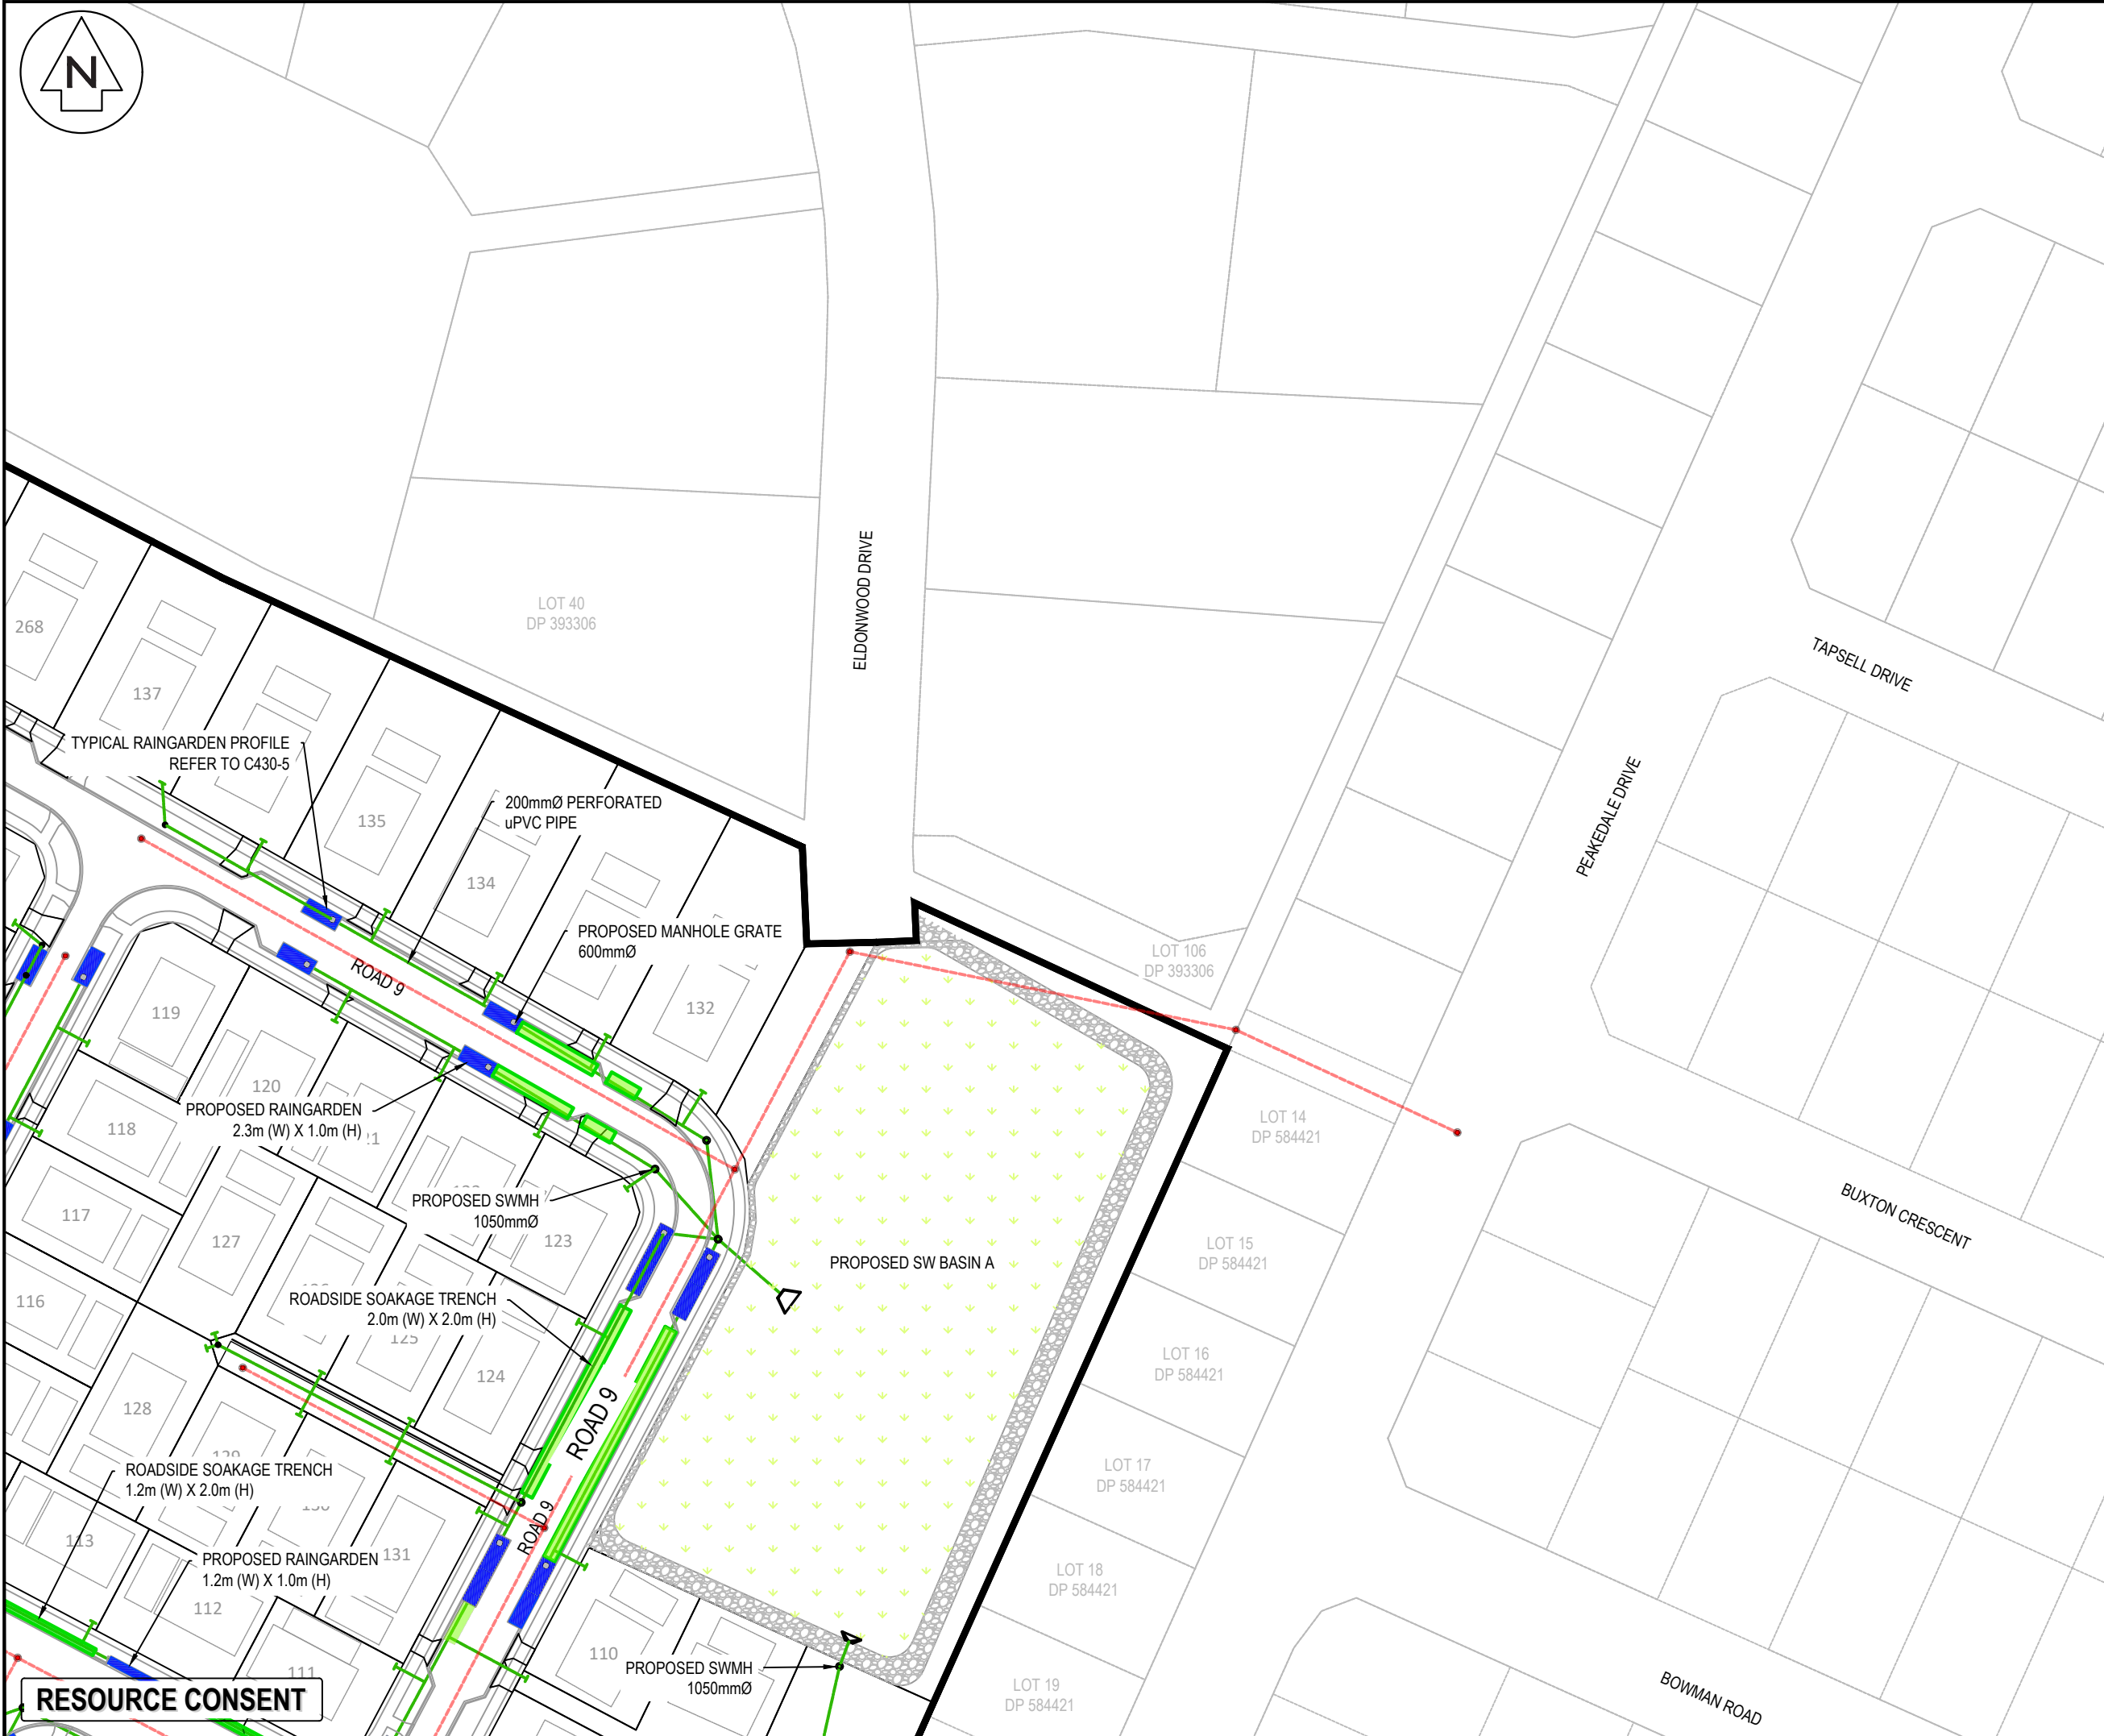 N
ELDONWOOD DRIVE
LOT 40
DP 393306
268
137
TYPICAL RAINGARDEN PROFILE
REFER TO C430-5
135
200mmØ PERFORATED
uPVC PIPE
134
PROPOSED MANHOLE GRATE
600mmØ
132
ROAD 9
119
120
PROPOSED RAINGARDEN
2.3m (W) X 1.0m (H)
118
117
127
PROPOSED SWMH
1050mmØ
123
116
ROADSIDE SOAKAGE TRENCH
2.0m (W) X 2.0m (H)
125
124
128
ROAD 9
ROADSIDE SOAKAGE TRENCH
1.2m (W) X 2.0m (H)
ROAD 9
113
131
PROPOSED RAINGARDEN
1.2m (W) X 1.0m (H)
112
111
110
PROPOSED SWMH
1050mmØ
PROPOSED SW BASIN A
LOT 106
DP 393306
LOT 14
DP 584421
LOT 15
DP 584421
LOT 16
DP 584421
LOT 17
DP 584421
LOT 18
DP 584421
LOT 19
DP 584421
TAPSELL DRIVE
PEAKEDALE DRIVE
BUXTON CRESCENT
BOWMAN ROAD
RESOURCE CONSENT